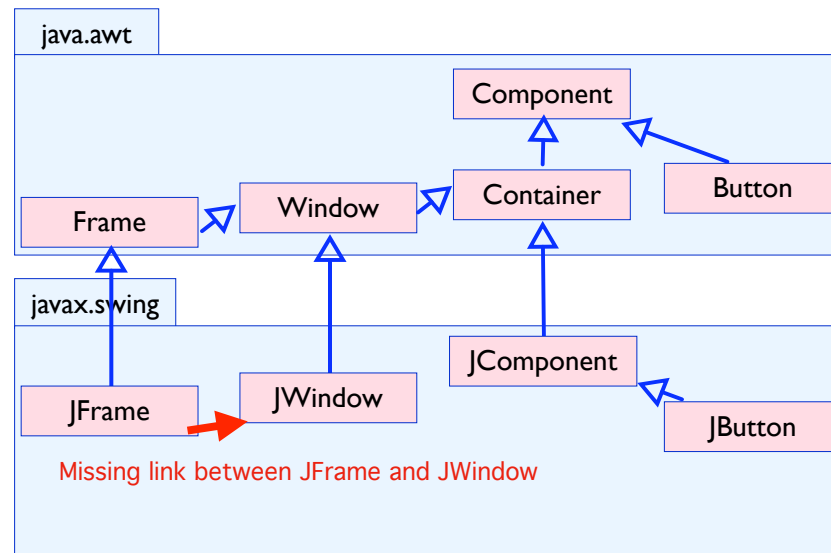 java.awt
Component
Button
Container
Window
Frame
javax.swing
JComponent
JWindow
JFrame
JButton
Missing link between JFrame and JWindow